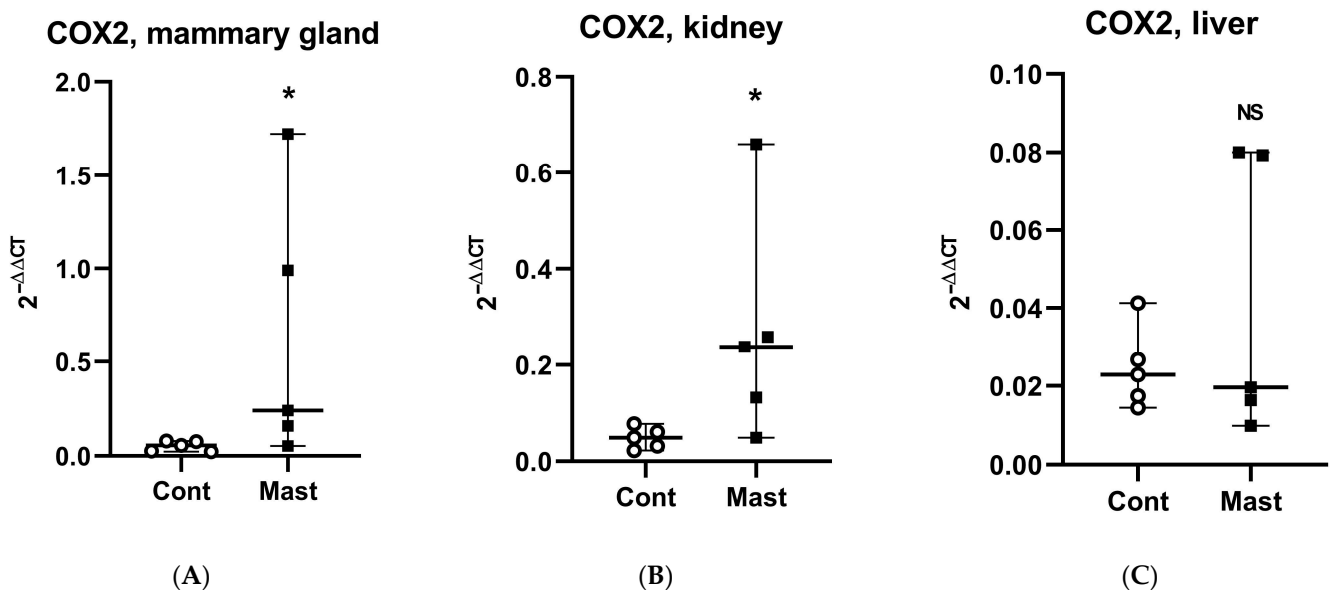 COX2, mammary gland
2.0
1.5
1.0
0.5
0.0
2^−ΔΔCT
*
Cont Mast
(A)
COX2, kidney
0.8
0.6
0.4
0.2
0.0
2^−ΔΔCT
*
Cont Mast
(B)
COX2, liver
0.10
0.08
0.06
0.04
0.02
0.00
2^−ΔΔCT
NS
Cont Mast
(C)